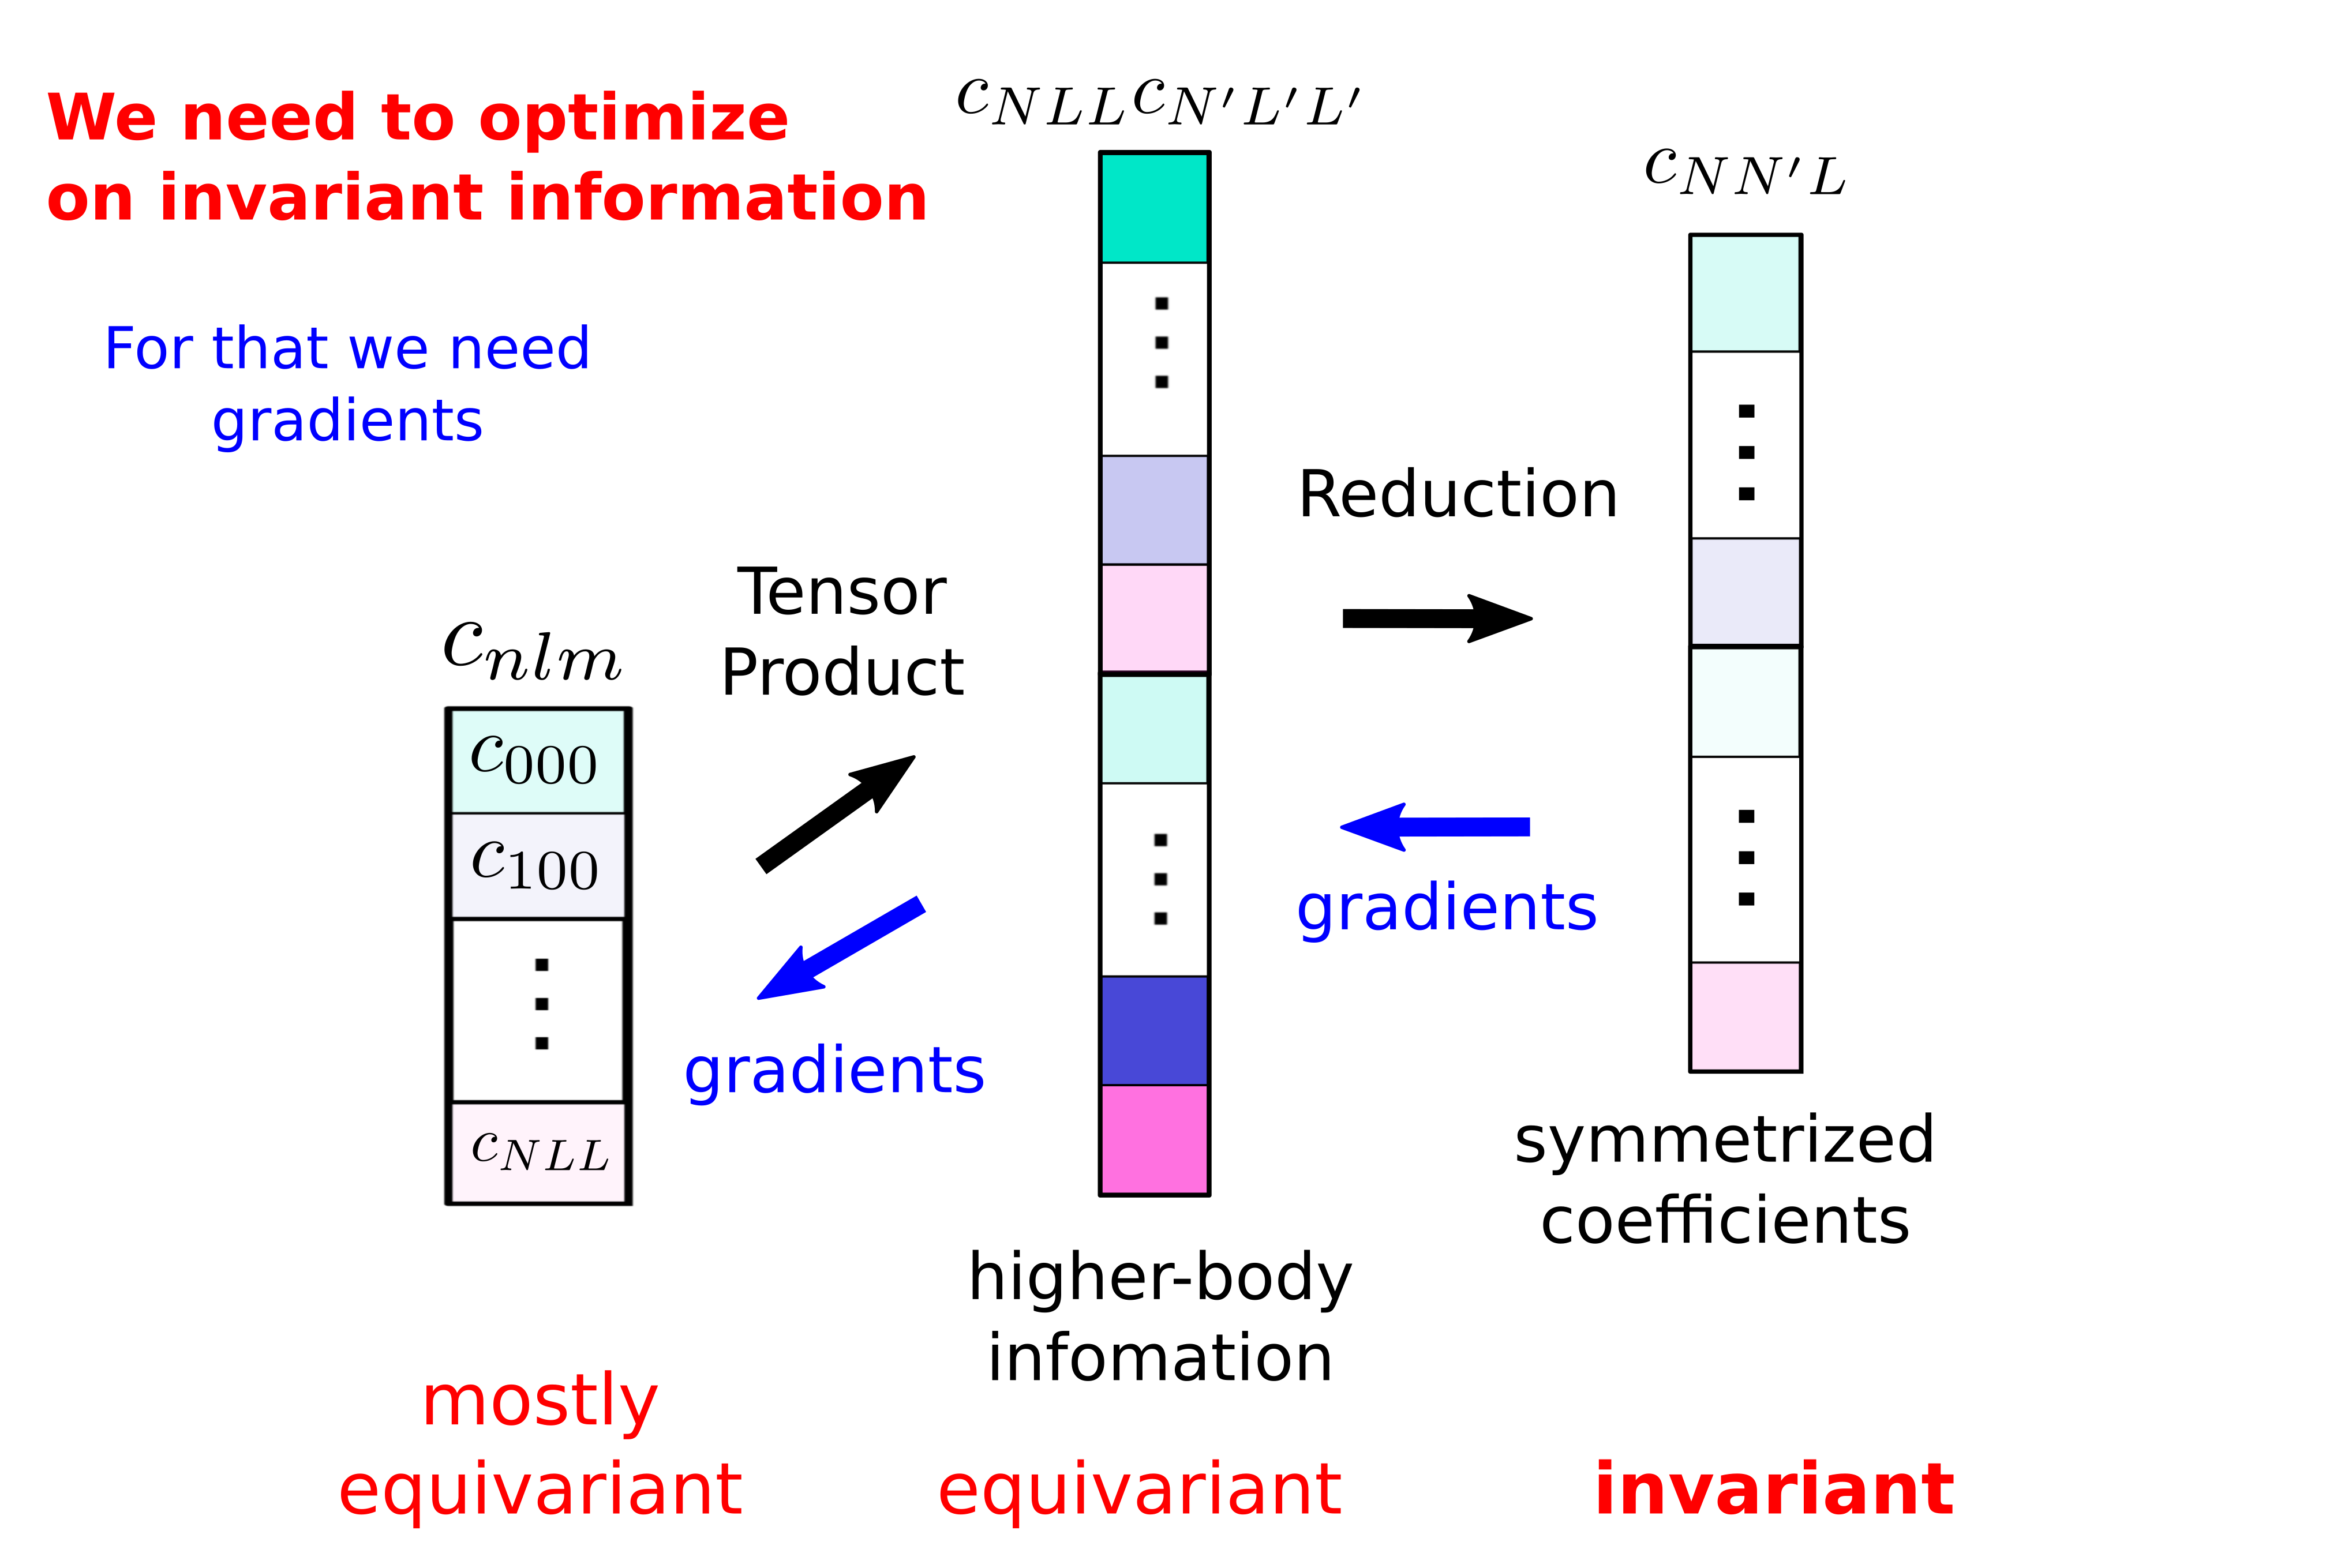 We need to optimize
on invariant information
For that we need
gradients
c_{NLL}c_{N'L'L'}
c_{NN'L}
Reduction
Tensor
Product
c_{nlm}
c_{000}
c_{100}
c_{NLL}
gradients
gradients
symmetrized
coefficients
higher-body
infomation
mostly
equivariant
equivariant
invariant